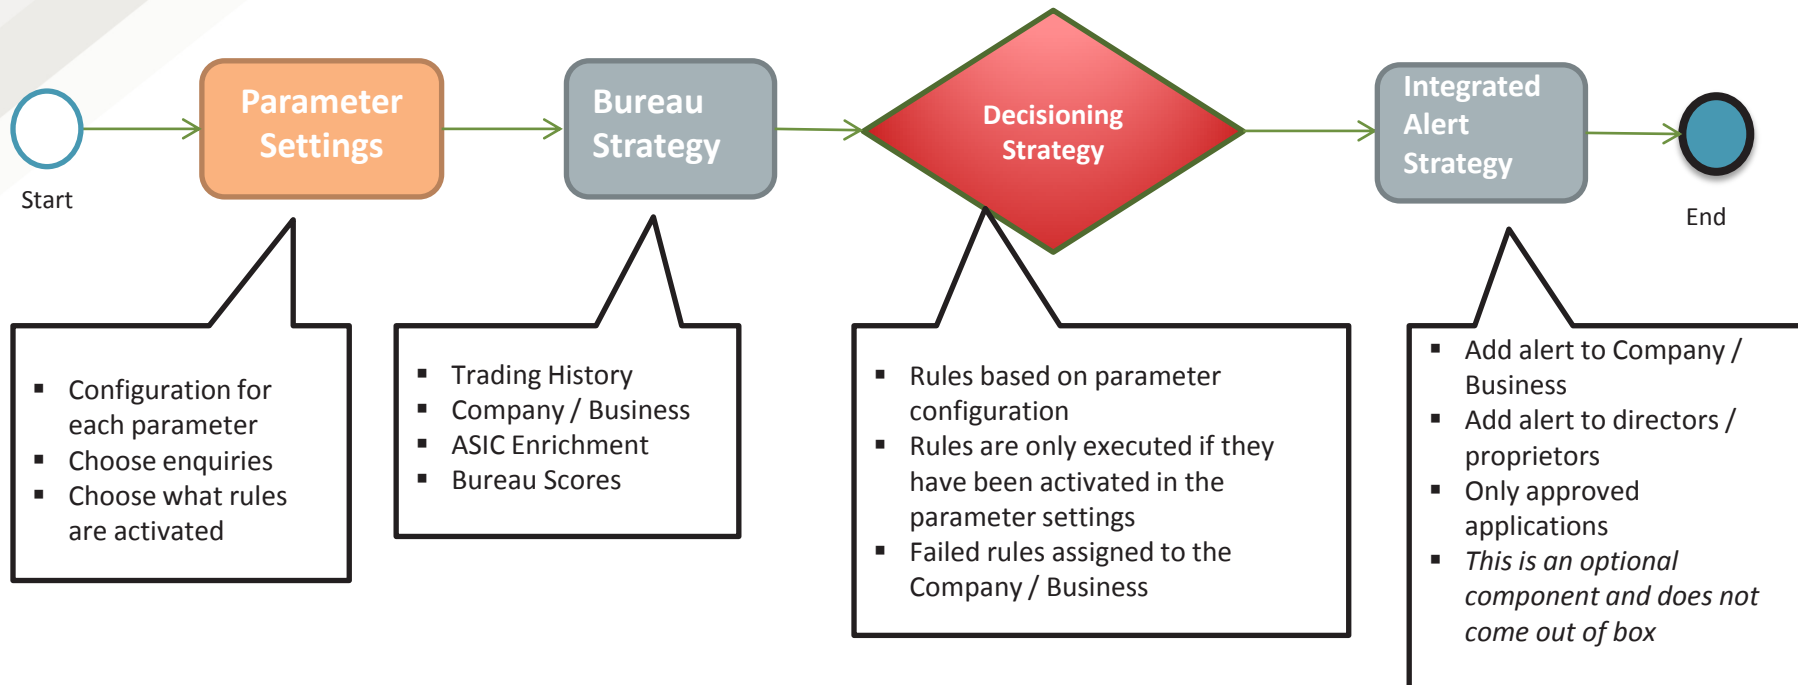 Parameter
Settings
Bureau
Strategy
Decisioning
Strategy
Integrated
Alert
Strategy
Start
End
▪ Configuration for
each parameter
▪ Choose enquiries
▪ Choose what rules
are activated
▪ Trading History
▪ Company / Business
▪ ASIC Enrichment
▪ Bureau Scores
▪ Rules based on parameter
configuration
▪ Rules are only executed if they
have been activated in the
parameter settings
▪ Failed rules assigned to the
Company / Business
▪ Add alert to Company /
Business
▪ Add alert to directors /
proprietors
▪ Only approved
applications
▪ This is an optional
component and does not
come out of box